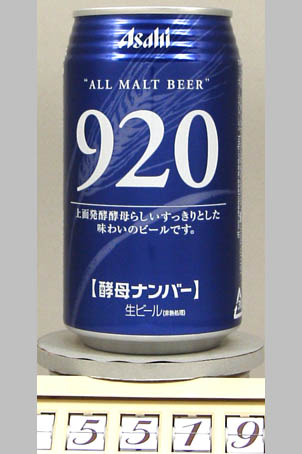 Asahi
"ALL MALT BEER"
920
上面発酵酵母らしいすっきりとした
味わいのビールです。
【酵母ナンバー】
生ビール(非熱処理)
5519